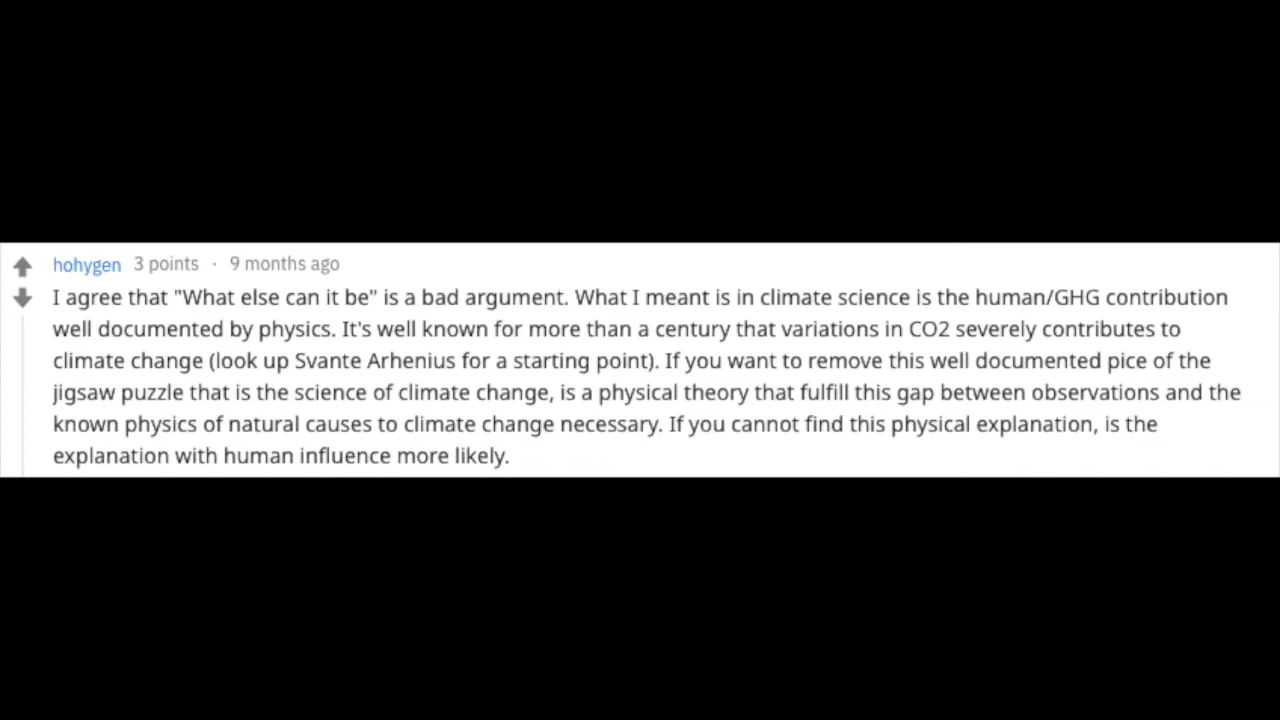 hohygen 3 points · 9 months ago
I agree that "What else can it be" is a bad argument. What I meant is in climate science is the human/GHG contribution
well documented by physics. It's well known for more than a century that variations in CO2 severely contributes to
climate change (look up Svante Arhenius for a starting point). If you want to remove this well documented pice of the
jigsaw puzzle that is the science of climate change, is a physical theory that fulfill this gap between observations and the
known physics of natural causes to climate change necessary. If you cannot find this physical explanation, is the
explanation with human influence more likely.